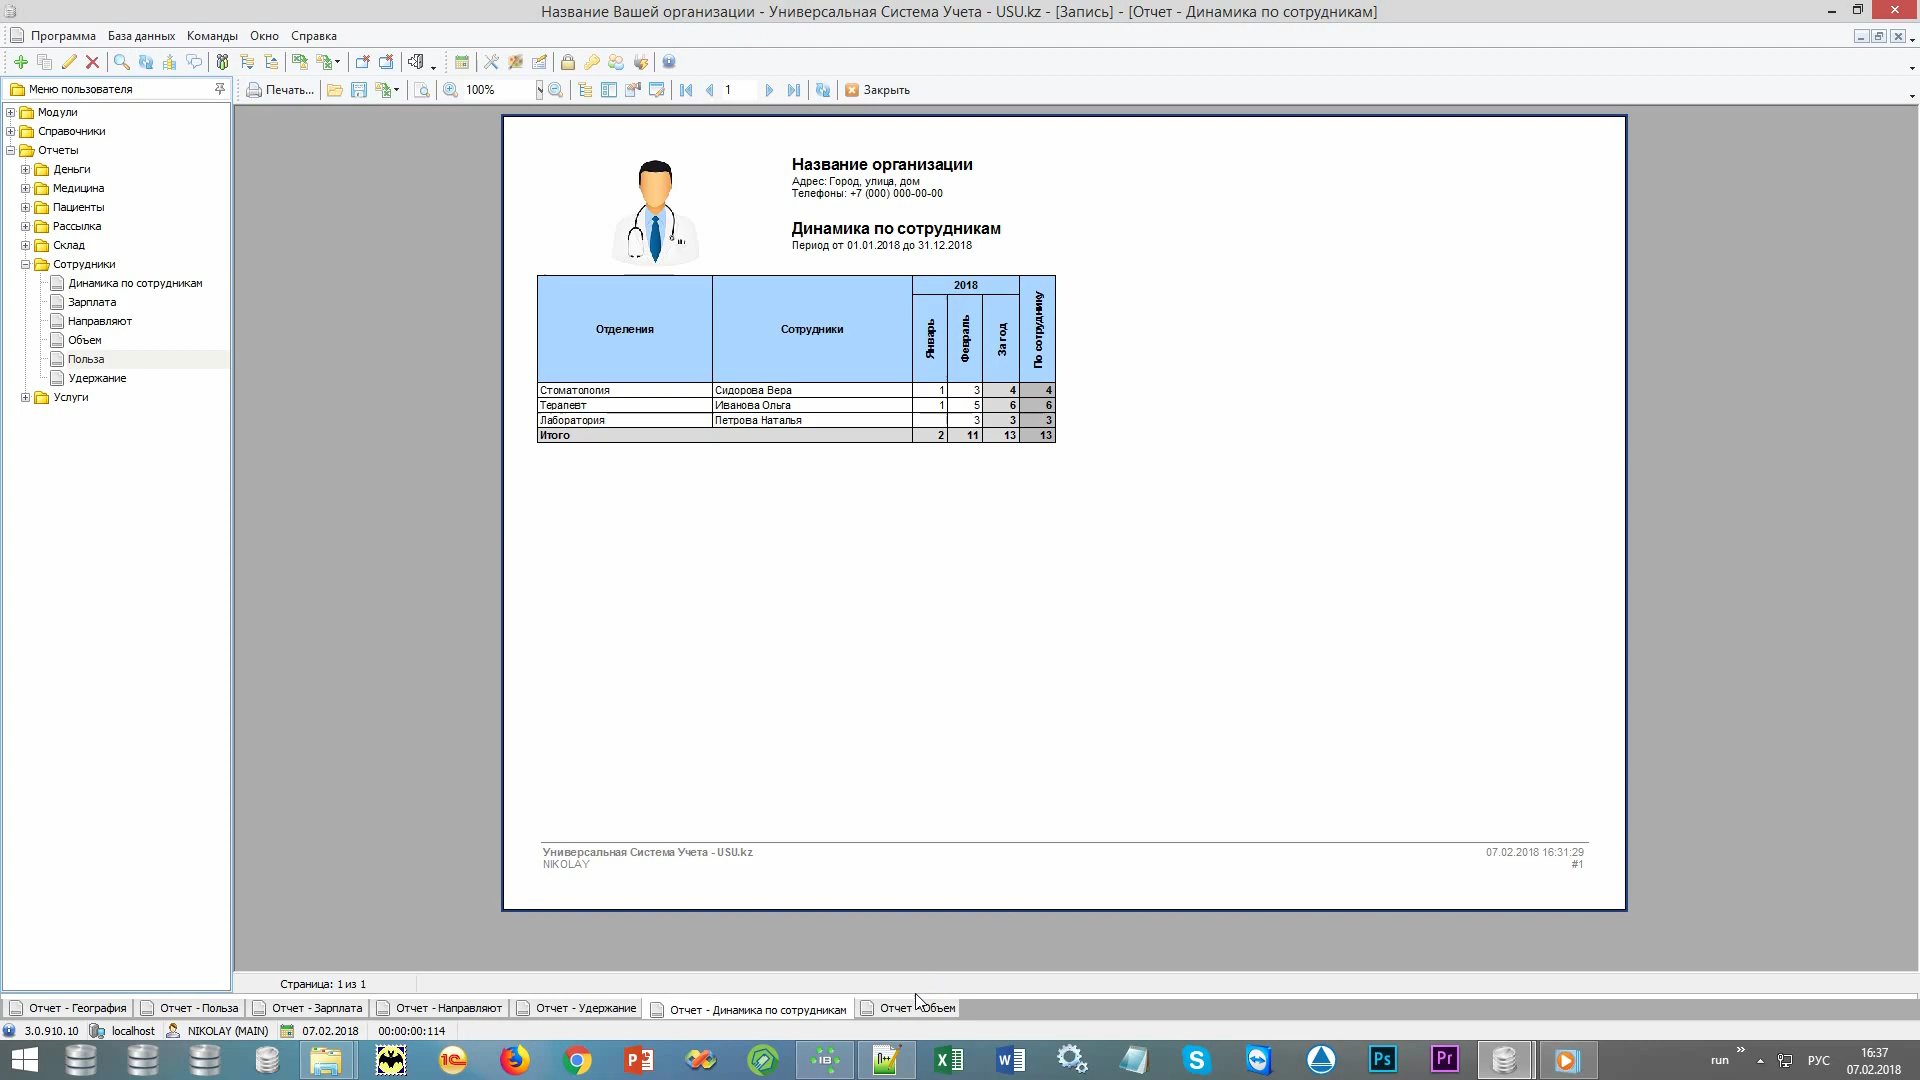 Название Вашей организации - Универсальная Система Учета - USU.kz - [Запись] - [Отчет - Динамика по сотрудникам]
Программа База данных Команды Окно Справка
Меню пользователя
Печать... 100% 1 Закрыть
Модули
Справочники
Отчеты
Деньги
Медицина
Пациенты
Рассылка
Склад
Сотрудники
Динамика по сотрудникам
Зарплата
Направляют
Объем
Польза
Удержание
Услуги
Название организации
Адрес: Город, улица, дом
Телефоны: +7 (000) 000-00-00
Динамика по сотрудникам
Период от 01.01.2018 до 31.12.2018
Отделения Сотрудники 2018 По сотруднику
Январь Февраль За год
Стоматология Сидорова Вера 1 3 4 4
Терапевт Иванова Ольга 1 5 6 6
Лаборатория Петрова Наталья 3 3 3
Итого 2 11 13 13
Универсальная Система Учета - USU.kz 07.02.2018 16:31:29
NIKOLAY #1
Страница: 1 из 1
Отчет - География Отчет - Польза Отчет - Зарплата Отчет - Направляют Отчет - Удержание Отчет - Динамика по сотрудникам Отчет - Объем
3.0.910.10 localhost NIKOLAY (MAIN) 07.02.2018 00:00:00:114
run РУС 16:37
07.02.2018